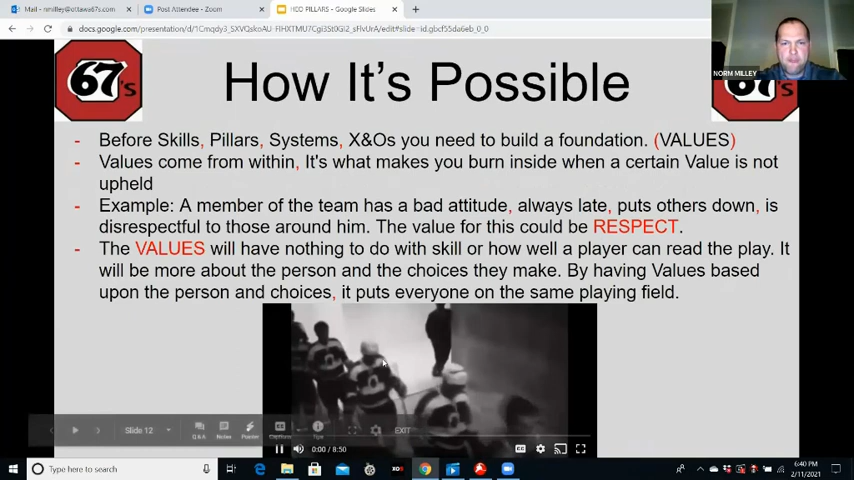 Mail - nmilley@ottawa67s.com
Post Attendee - Zoom
HEO PILLARS - Google Slides
docs.google.com/presentation/d/1Cmqdy3_SXVQskoAU-FlHXTMU7Cgi3St0Gl2_sFlvUrA/edit#slide=id.gbcf55da6eb_0_0
NORM MILLEY
67's
67's
How It's Possible
- Before Skills, Pillars, Systems, X&Os you need to build a foundation. (VALUES)
- Values come from within, It's what makes you burn inside when a certain Value is not
upheld
- Example: A member of the team has a bad attitude, always late, puts others down, is
disrespectful to those around him. The value for this could be RESPECT.
- The VALUES will have nothing to do with skill or how well a player can read the play. It
will be more about the person and the choices they make. By having Values based
upon the person and choices, it puts everyone on the same playing field.
Slide 12
Q&A
Notes
Pointer
Captions
Tips
EXIT
0:00 / 8:50
Type here to search
6:40 PM
2/11/2021